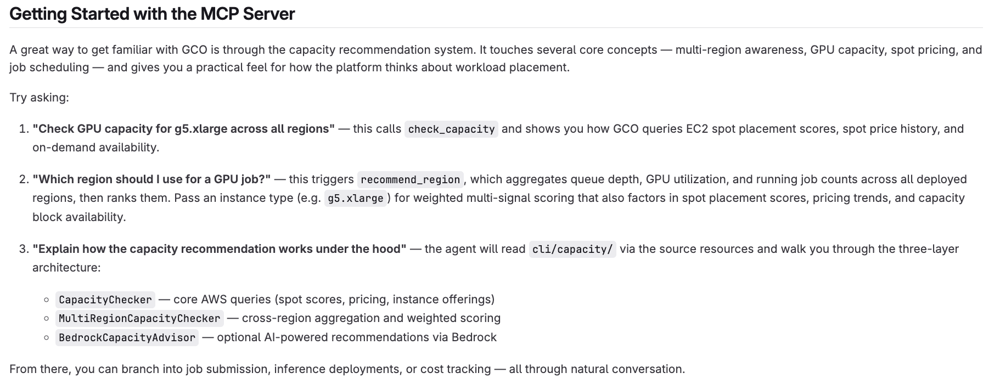 Getting Started with the MCP Server
A great way to get familiar with GCO is through the capacity recommendation system. It touches several core concepts — multi-region awareness, GPU capacity, spot pricing, and
job scheduling — and gives you a practical feel for how the platform thinks about workload placement.
Try asking:
1. "Check GPU capacity for g5.xlarge across all regions" — this calls check_capacity and shows you how GCO queries EC2 spot placement scores, spot price history, and
on-demand availability.
2. "Which region should I use for a GPU job?" — this triggers recommend_region, which aggregates queue depth, GPU utilization, and running job counts across all deployed
regions, then ranks them. Pass an instance type (e.g. g5.xlarge) for weighted multi-signal scoring that also factors in spot placement scores, pricing trends, and capacity
block availability.
3. "Explain how the capacity recommendation works under the hood" — the agent will read cli/capacity/ via the source resources and walk you through the three-layer
architecture:
◦ CapacityChecker — core AWS queries (spot scores, pricing, instance offerings)
◦ MultiRegionCapacityChecker — cross-region aggregation and weighted scoring
◦ BedrockCapacityAdvisor — optional AI-powered recommendations via Bedrock
From there, you can branch into job submission, inference deployments, or cost tracking — all through natural conversation.